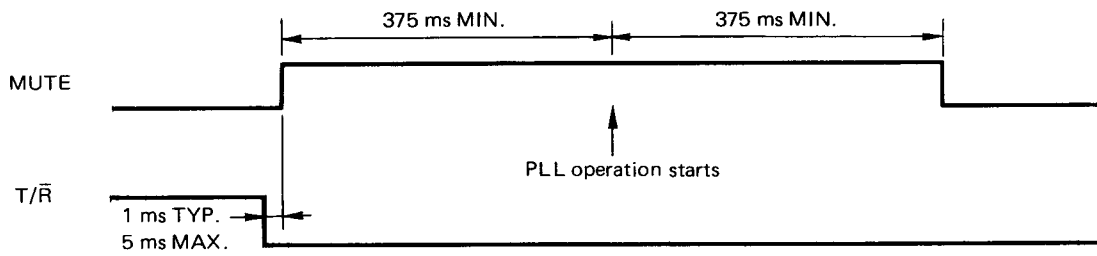 375 ms MIN.
375 ms MIN.
MUTE
PLL operation starts
T/R̄
1 ms TYP.
5 ms MAX.